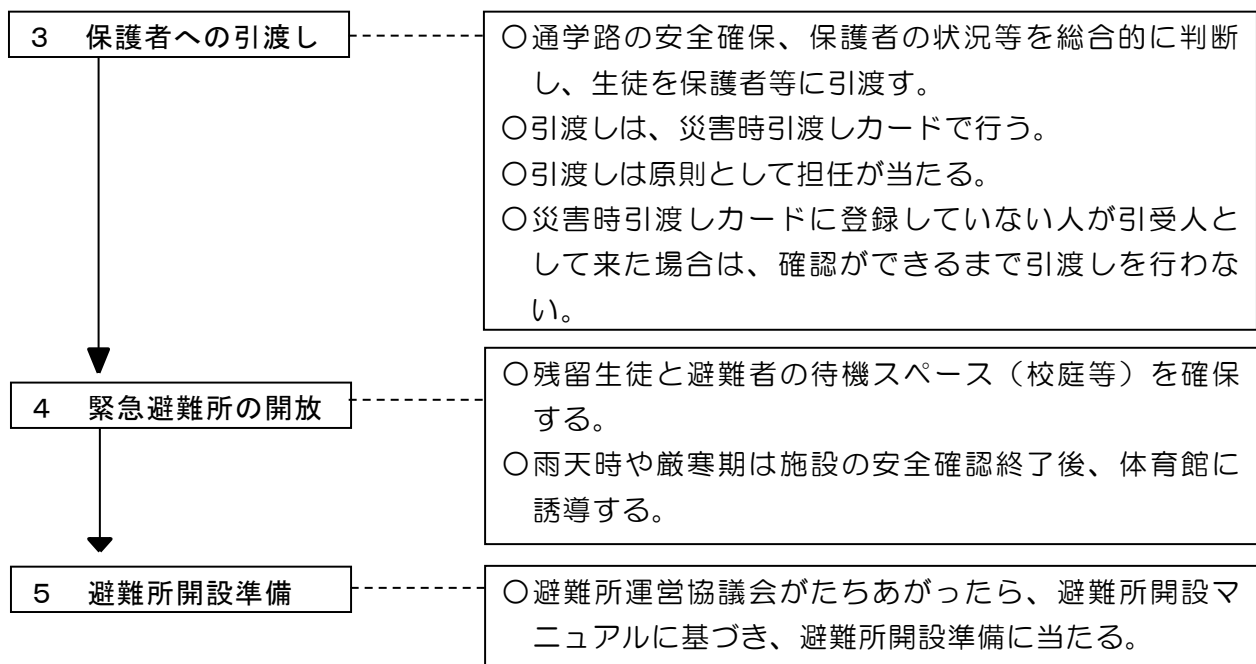 3 保護者への引渡し
○通学路の安全確保、保護者の状況等を総合的に判断
し、生徒を保護者等に引渡す。
○引渡しは、災害時引渡しカードで行う。
○引渡しは原則として担任が当たる。
○災害時引渡しカードに登録していない人が引受人と
して来た場合は、確認ができるまで引渡しを行わな
い。
4 緊急避難所の開放
○残留生徒と避難者の待機スペース（校庭等）を確保
する。
○雨天時や厳寒期は施設の安全確認終了後、体育館に
誘導する。
5 避難所開設準備
○避難所運営協議会がたちあがったら、避難所開設マ
ニュアルに基づき、避難所開設準備に当たる。